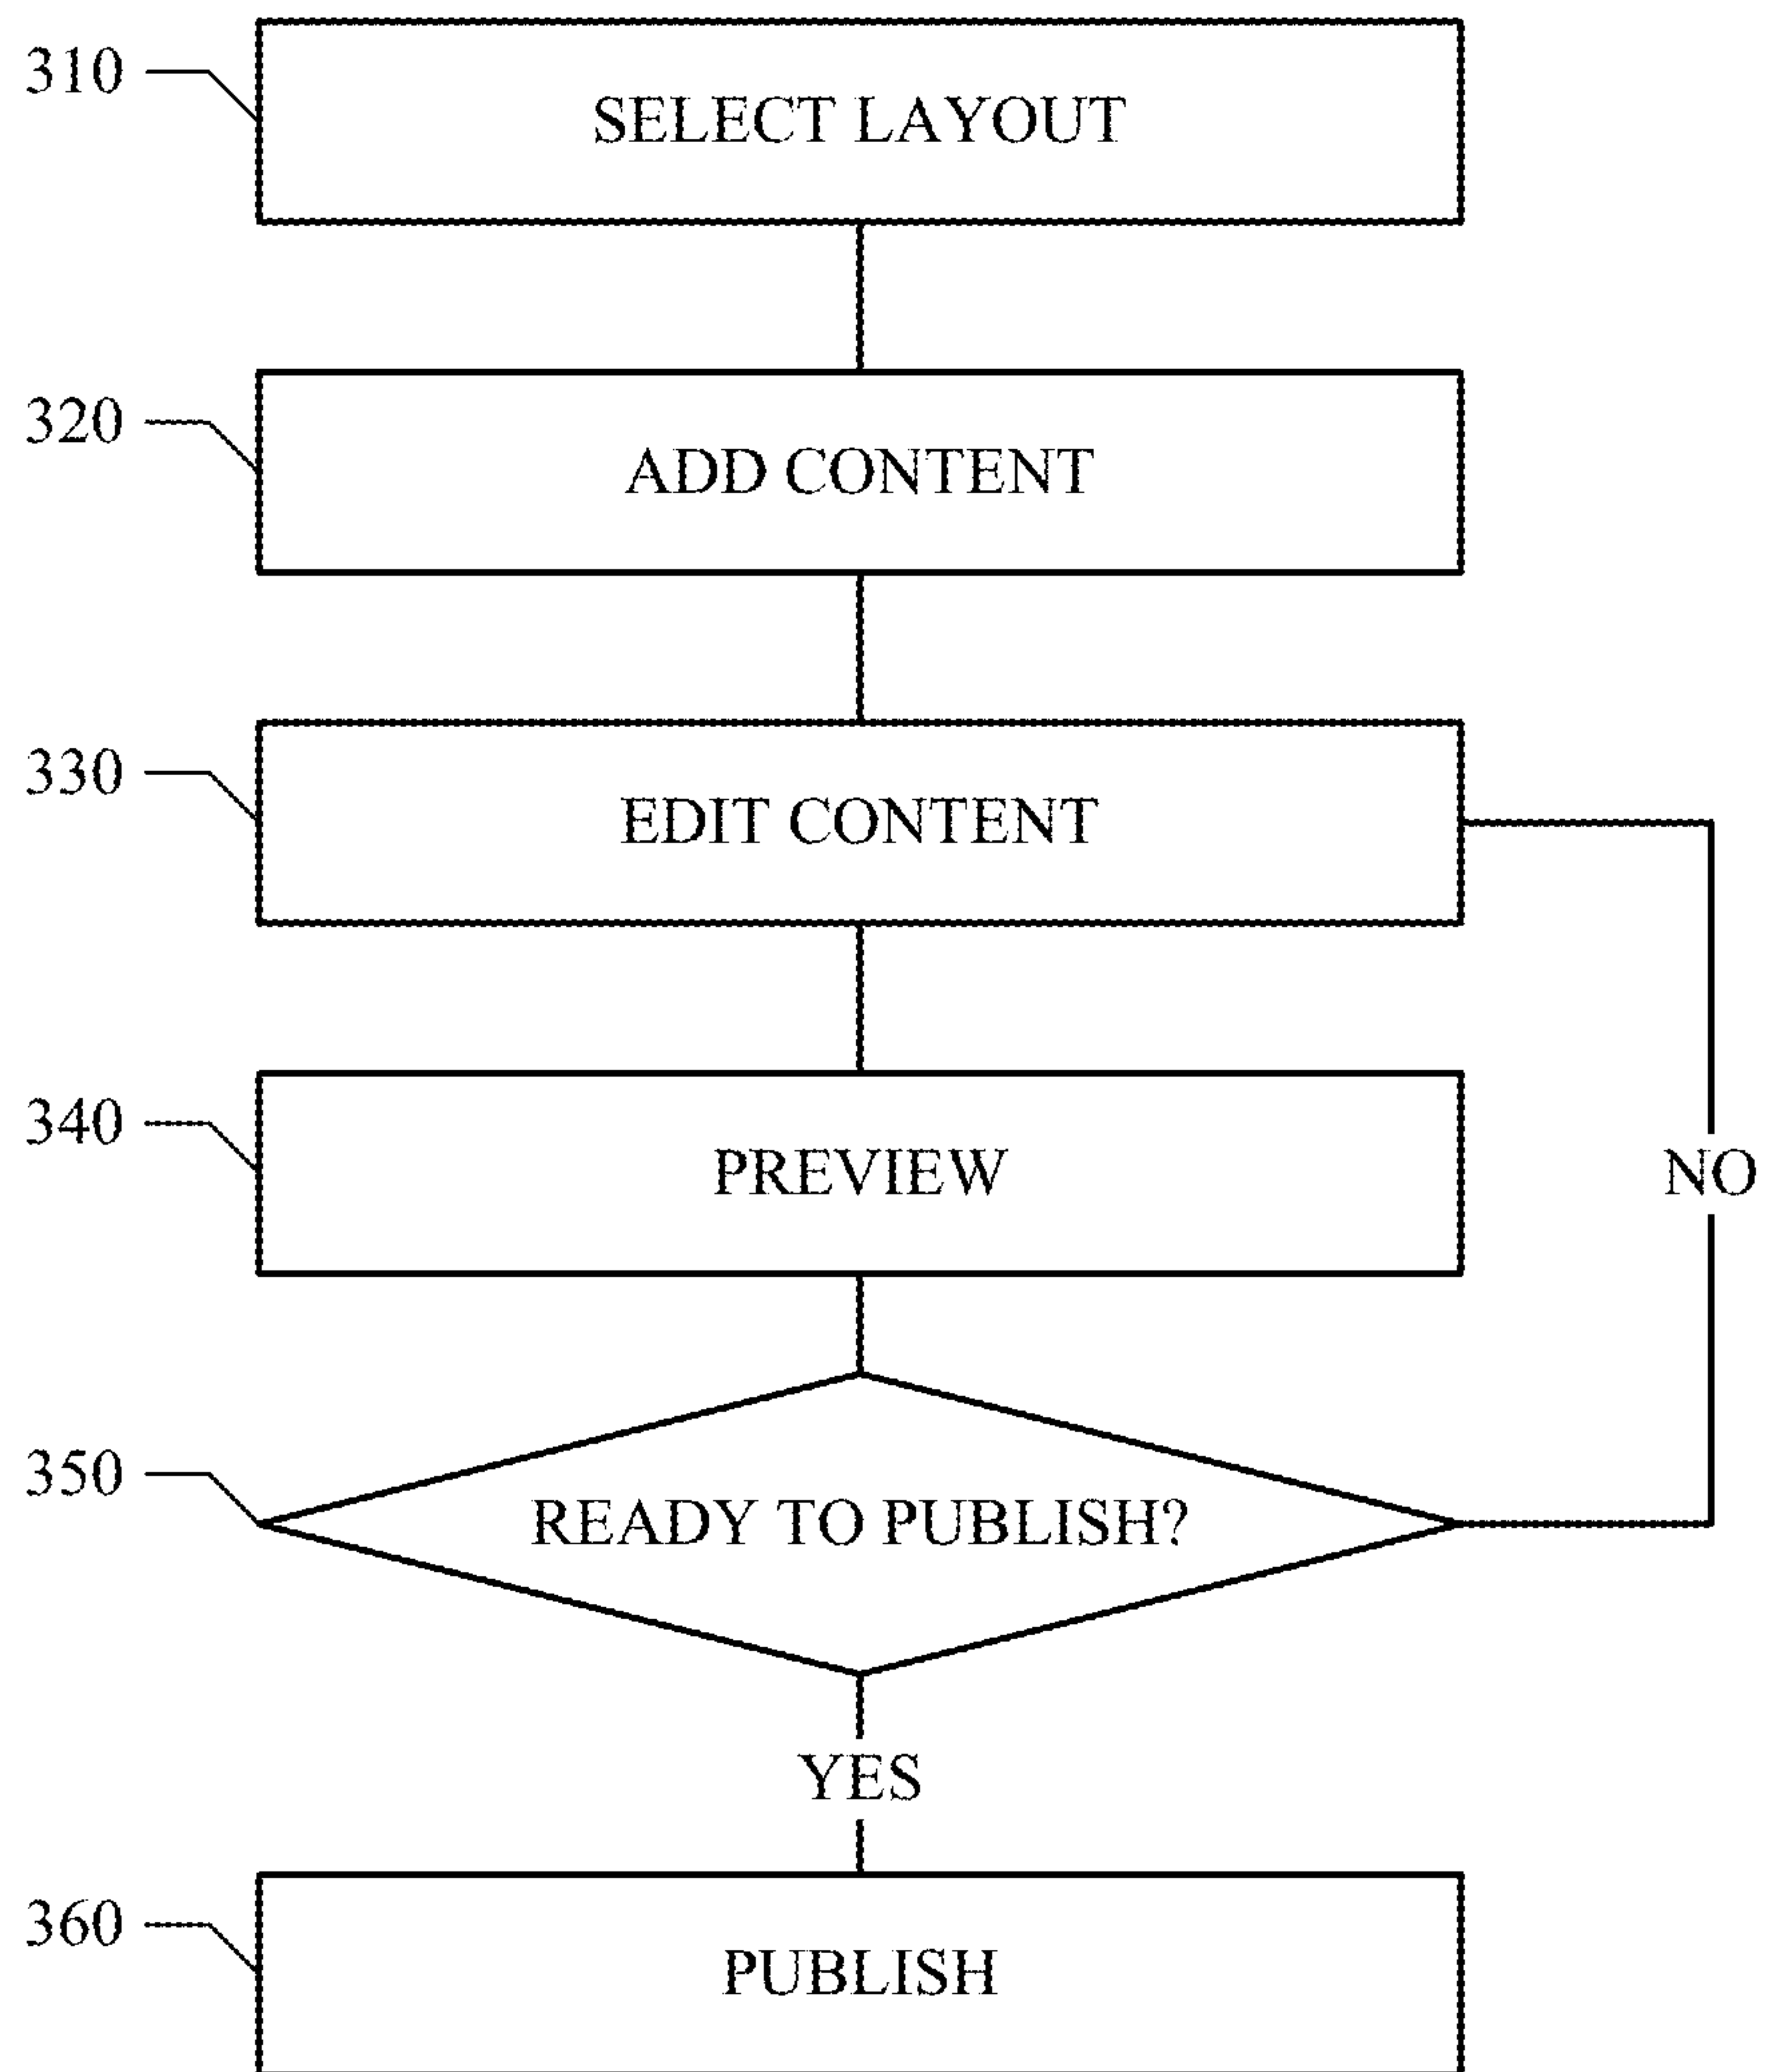 310
SELECT LAYOUT
320
ADD CONTENT
330
EDIT CONTENT
340
PREVIEW
NO
350
READY TO PUBLISH?
YES
360
PUBLISH